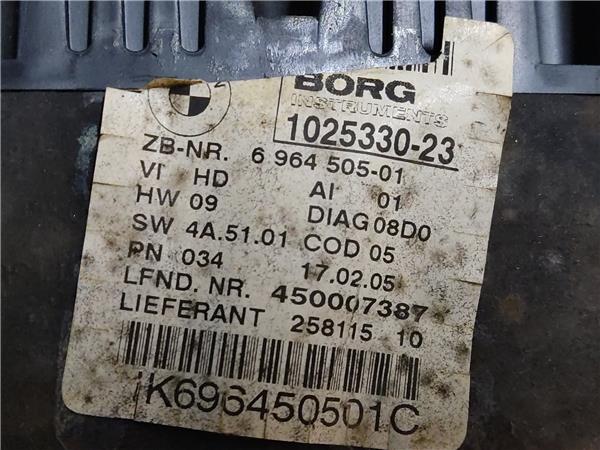 BORG
INSTRUMENTS
1025330-23
ZB-NR. 6 964 505-01
VI HD AI 01
HW 09 DIAG 08D0
SW 4A.51.01 COD 05
PN 034 17.02.05
LFND. NR. 450007387
LIEFERANT 258115 10
K696450501C